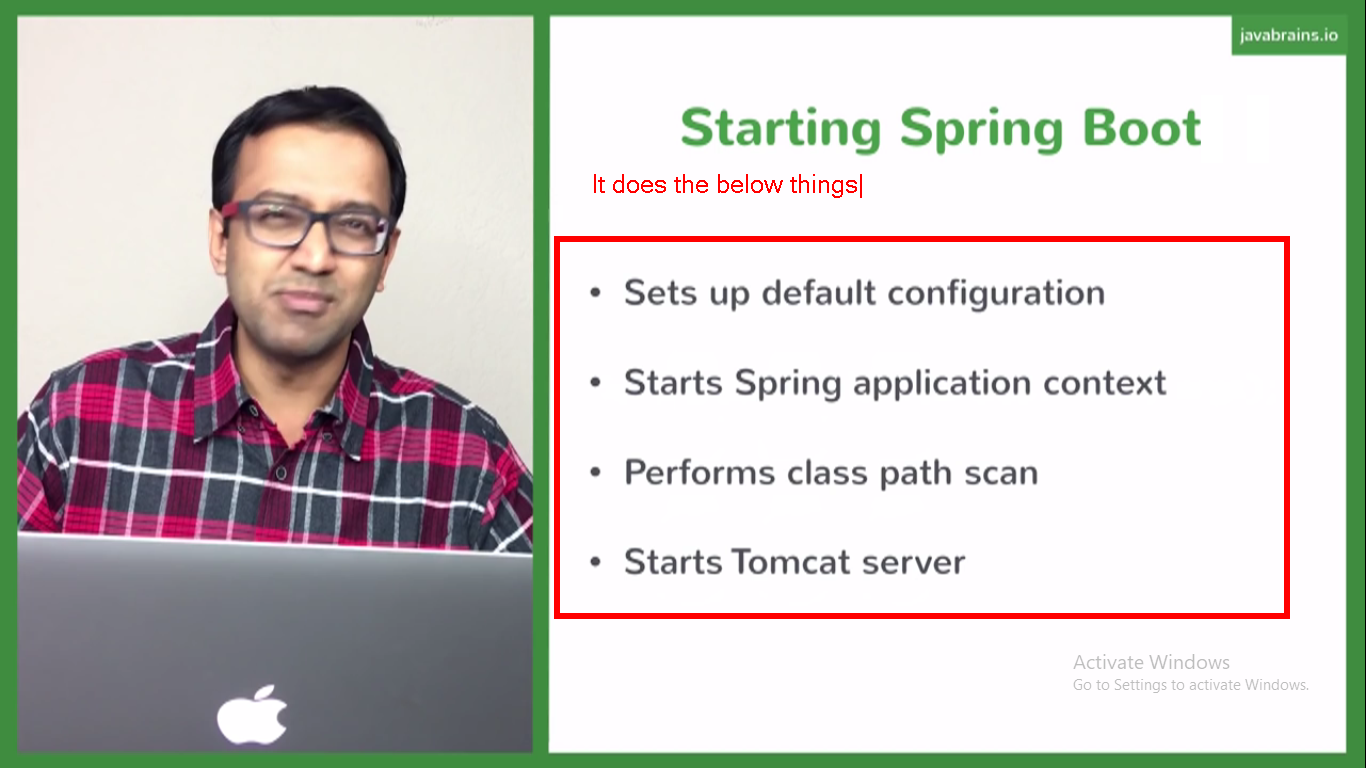 javabrains.io
Starting Spring Boot
It does the below things
• Sets up default configuration
• Starts Spring application context
• Performs class path scan
• Starts Tomcat server
Activate Windows
Go to Settings to activate Windows.